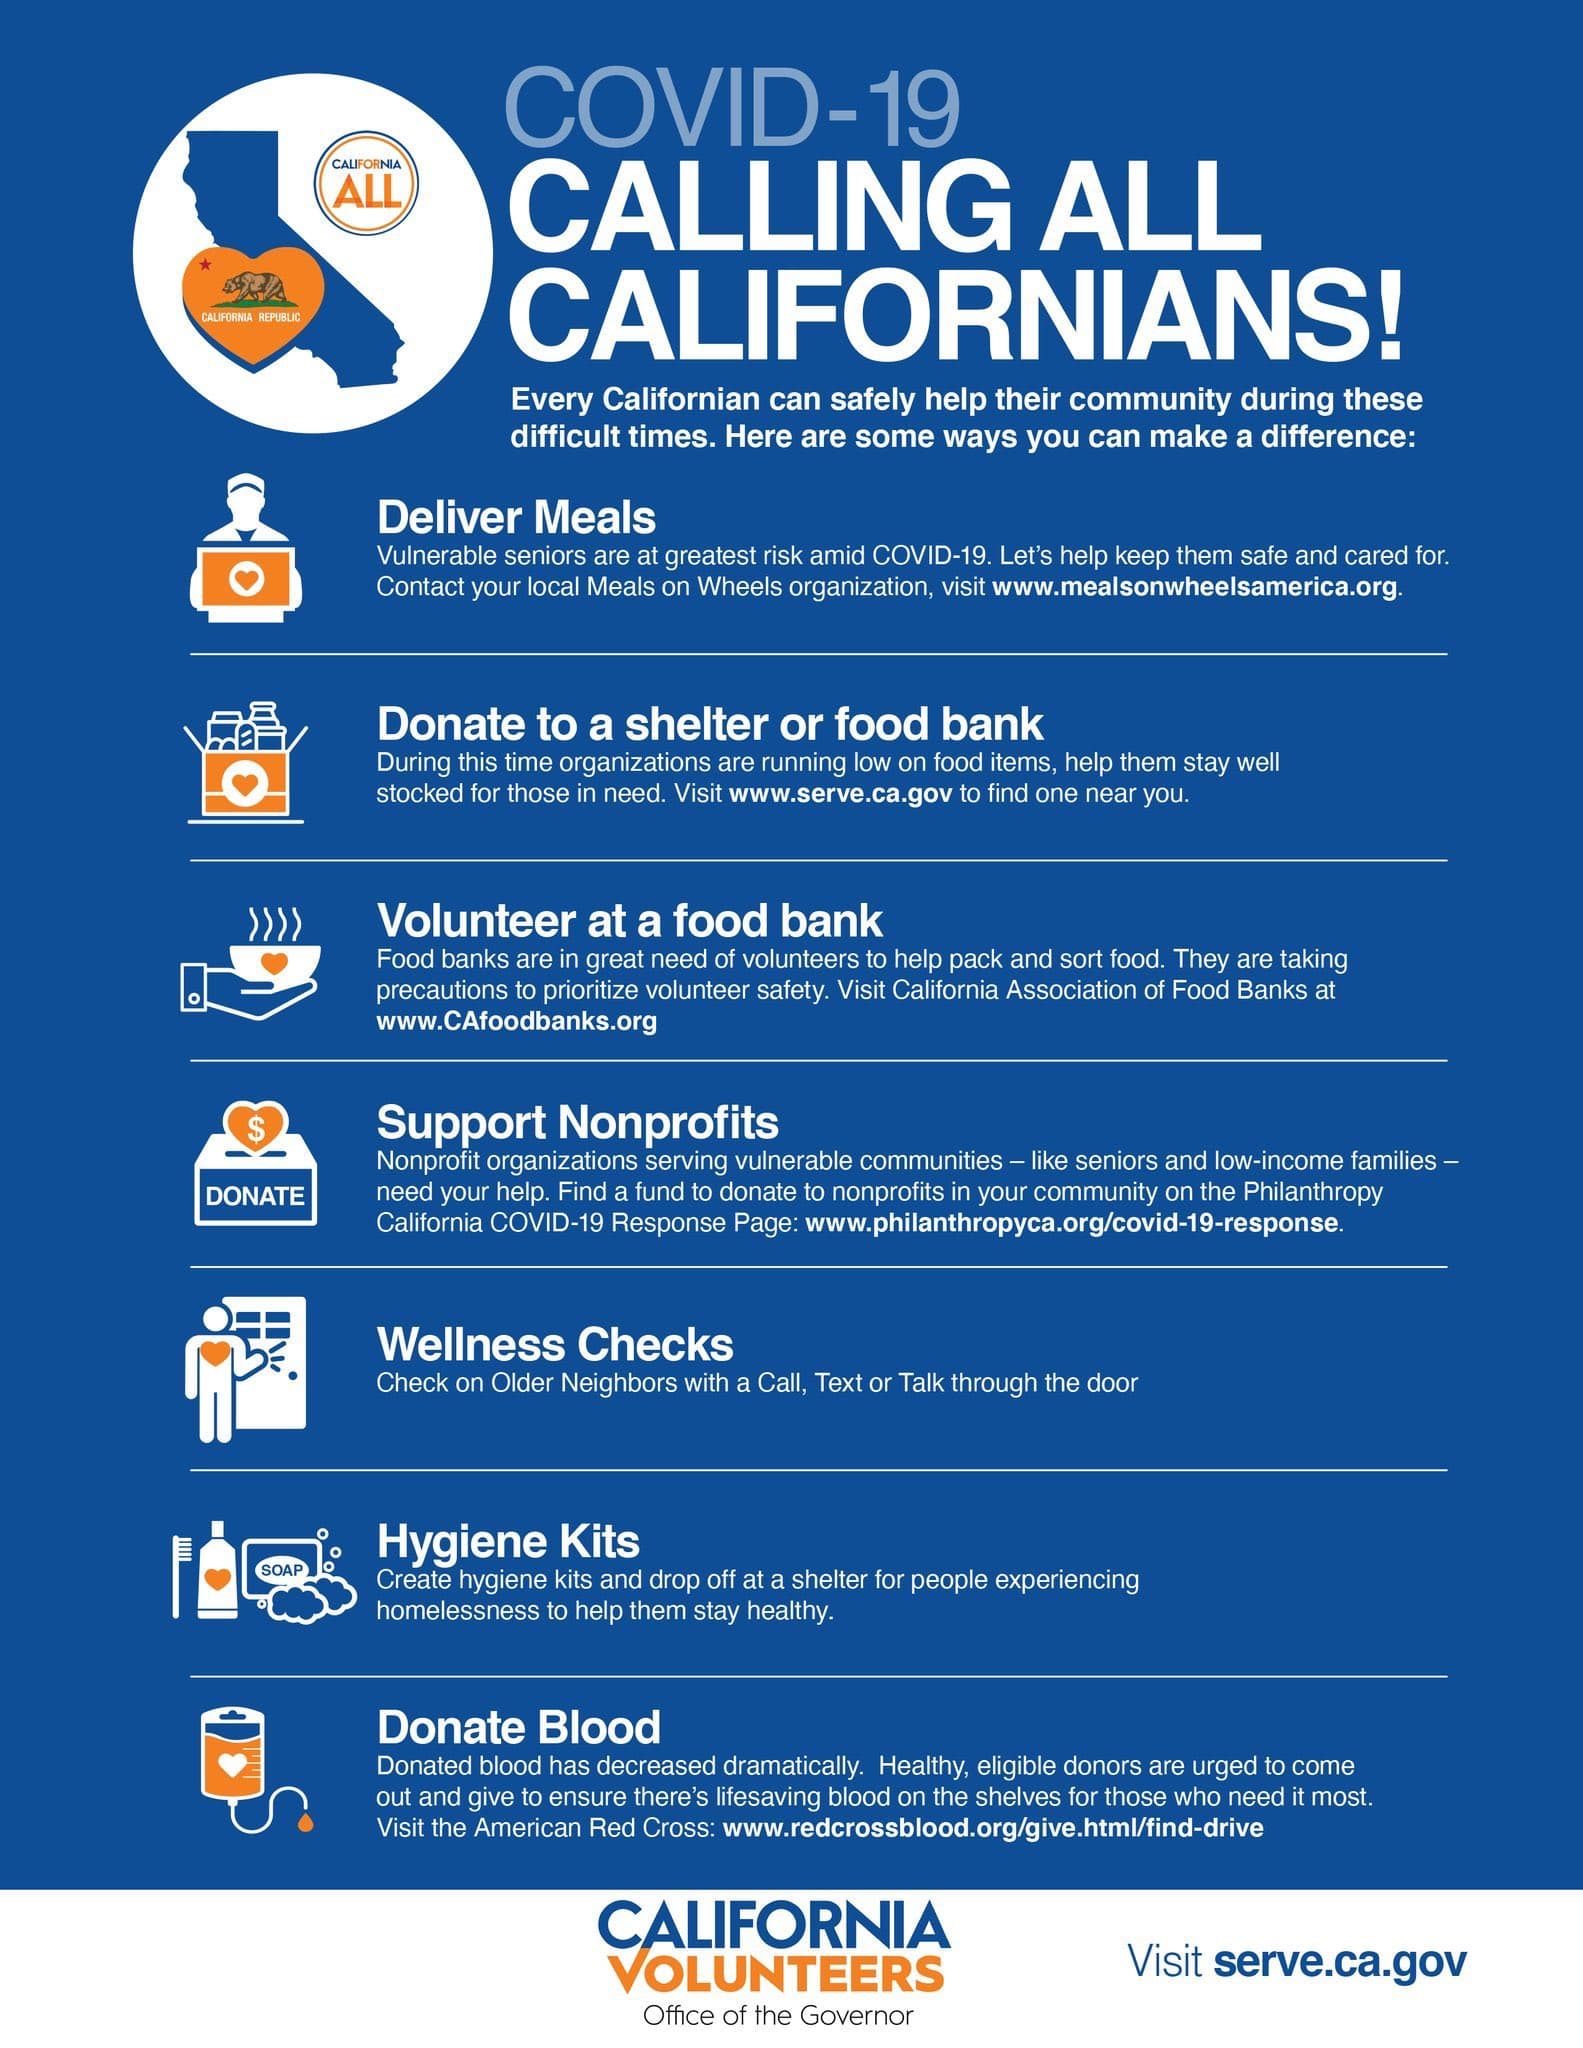 COVID-19
CALLING ALL
CALIFORNIANS!
CALIFORNIA
ALL
CALIFORNIA REPUBLIC
Every Californian can safely help their community during these
difficult times. Here are some ways you can make a difference:
Deliver Meals
Vulnerable seniors are at greatest risk amid COVID-19. Let's help keep them safe and cared for.
Contact your local Meals on Wheels organization, visit www.mealsonwheelsamerica.org.
Donate to a shelter or food bank
During this time organizations are running low on food items, help them stay well
stocked for those in need. Visit www.serve.ca.gov to find one near you.
Volunteer at a food bank
Food banks are in great need of volunteers to help pack and sort food. They are taking
precautions to prioritize volunteer safety. Visit California Association of Food Banks at
www.CAfoodbanks.org
$
DONATE
Support Nonprofits
Nonprofit organizations serving vulnerable communities – like seniors and low-income families –
need your help. Find a fund to donate to nonprofits in your community on the Philanthropy
California COVID-19 Response Page: www.philanthropyca.org/covid-19-response.
Wellness Checks
Check on Older Neighbors with a Call, Text or Talk through the door
SOAP
Hygiene Kits
Create hygiene kits and drop off at a shelter for people experiencing
homelessness to help them stay healthy.
Donate Blood
Donated blood has decreased dramatically. Healthy, eligible donors are urged to come
out and give to ensure there's lifesaving blood on the shelves for those who need it most.
Visit the American Red Cross: www.redcrossblood.org/give.html/find-drive
CALIFORNIA
VOLUNTEERS
Office of the Governor
Visit serve.ca.gov